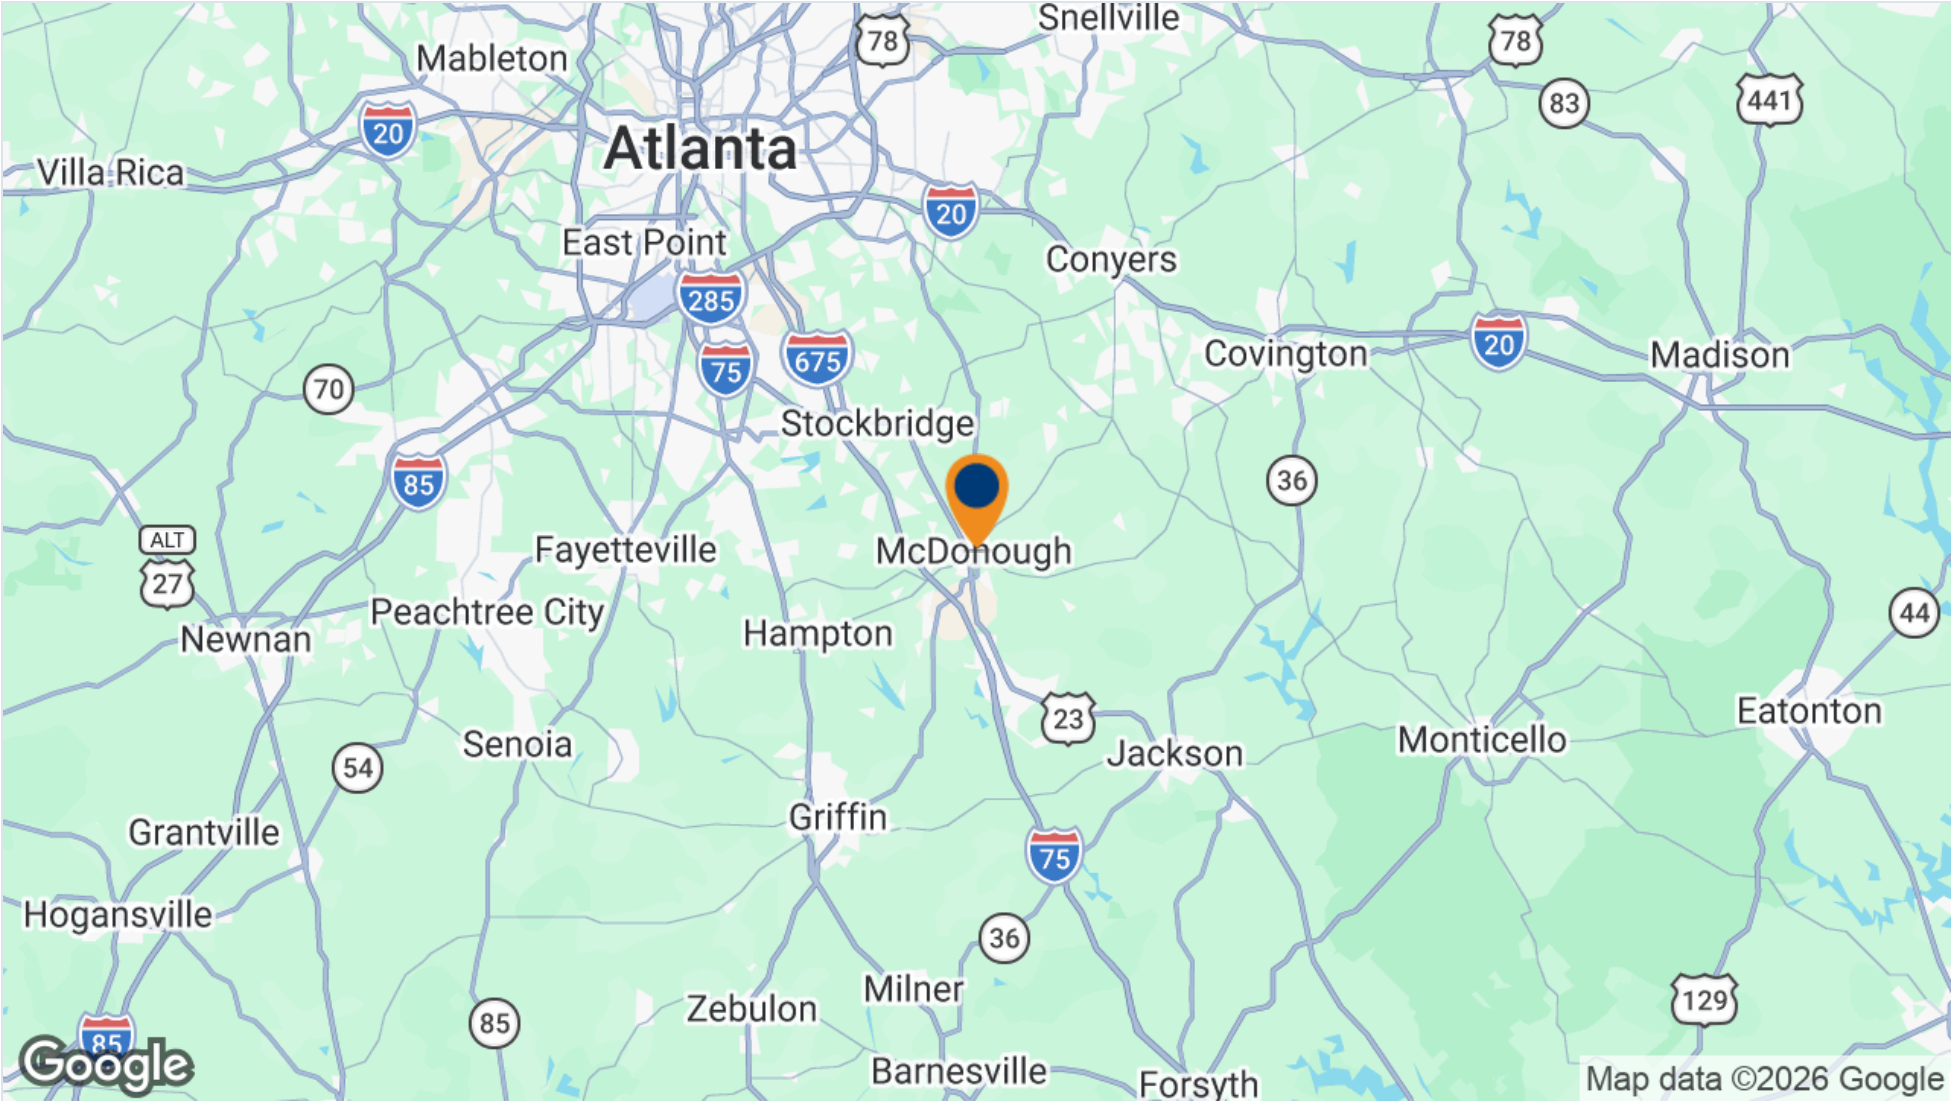 Snellville
78
78
Mableton
83
441
20
Atlanta
Villa Rica
20
East Point
Conyers
285
20
Covington
Madison
675
75
70
Stockbridge
85
36
ALT
27
Fayetteville
McDonough
Peachtree City
44
Newnan
Hampton
23
Eatonton
Senoia
Jackson
Monticello
54
Griffin
Grantville
75
Hogansville
36
Milner
129
Zebulon
85
85
Google
Barnesville
Forsyth
Map data ©2026 Google